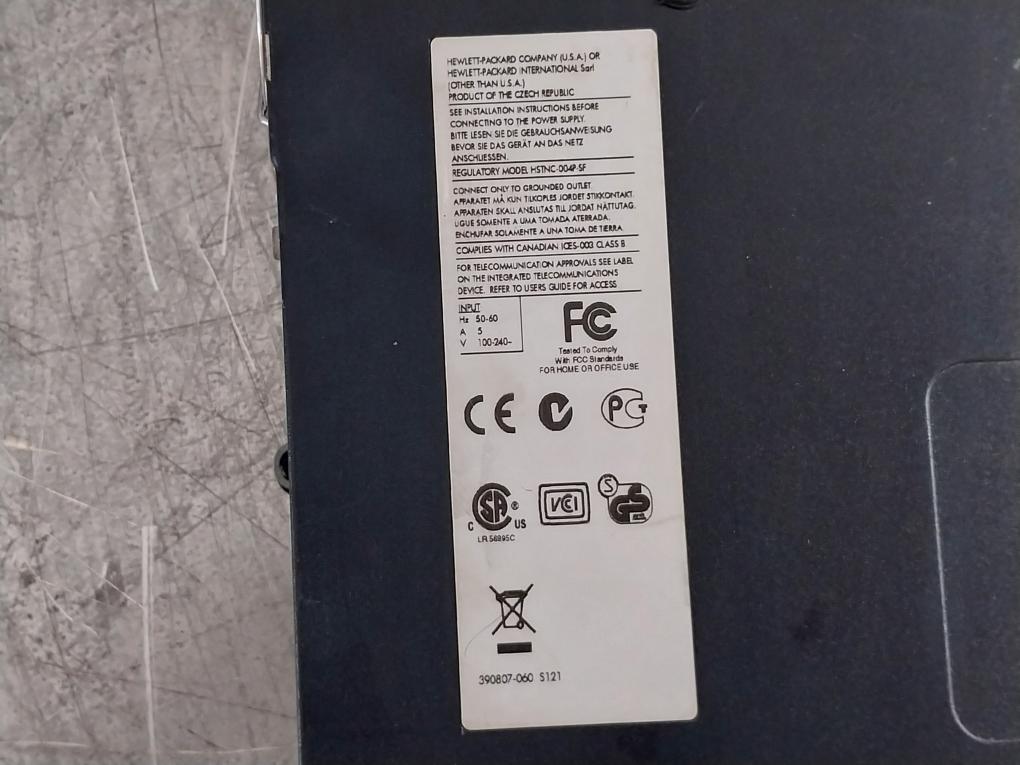 HEWLETT-PACKARD COMPANY (U.S.A.) OR
HEWLETT-PACKARD INTERNATIONAL Sarl
(OTHER THAN U.S.A.)
PRODUCT OF THE CZECH REPUBLIC
SEE INSTALLATION INSTRUCTIONS BEFORE
CONNECTING TO THE POWER SUPPLY.
BITTE LESEN SIE DIE GEBRAUCHSANWEISUNG
BEVOR SIE DAS GERÄT AN DAS NETZ
ANSCHLIESSEN.
REGULATORY MODEL HSTNC-004P-SF
CONNECT ONLY TO GROUNDED OUTLET.
APPARATET MÅ KUN TILKOPLES JORDET STIKKONTAKT.
APPARATEN SKALL ANSLUTAS TILL JORDAT NÄTTUTAG.
LIGUE SOMENTE A UMA TOMADA ATERRADA.
ENCHUFAR SOLAMENTE A UNA TOMA DE TIERRA
COMPLIES WITH CANADIAN ICES-003 CLASS B
FOR TELECOMMUNICATION APPROVALS SEE LABEL
ON THE INTEGRATED TELECOMMUNICATIONS
DEVICE. REFER TO USERS GUIDE FOR ACCESS
INPUT
Hz 50-60
A 5
V 100-240~
FC
Tested To Comply
With FCC Standards
FOR HOME OR OFFICE USE
CE
PCT
C SA ® US
LR 56895C
VCI
S GS
390807-060 S121